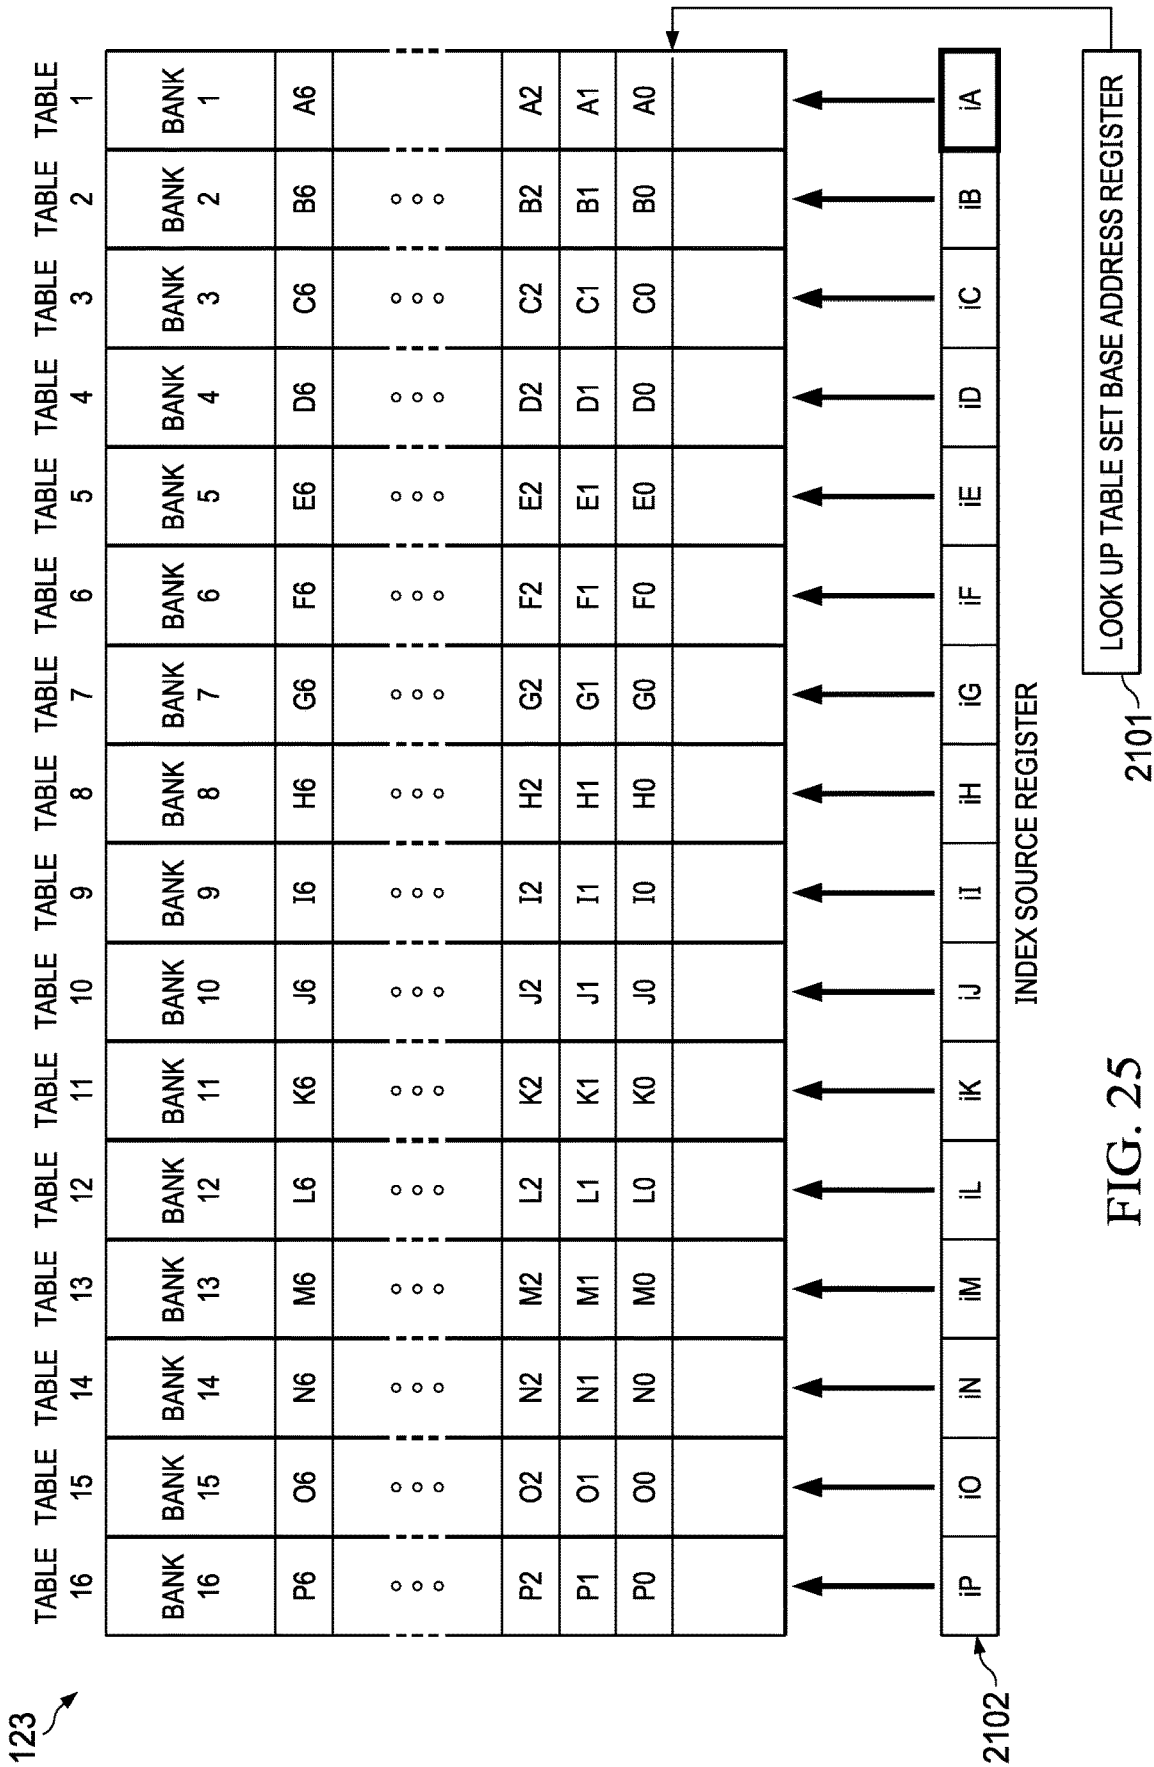 123
TABLE TABLE TABLE TABLE TABLE TABLE TABLE TABLE TABLE TABLE TABLE TABLE TABLE TABLE TABLE TABLE
16 15 14 13 12 11 10 9 8 7 6 5 4 3 2 1
BANK BANK BANK BANK BANK BANK BANK BANK BANK BANK BANK BANK BANK BANK BANK BANK
16 15 14 13 12 11 10 9 8 7 6 5 4 3 2 1
P6 O6 N6 M6 L6 K6 J6 I6 H6 G6 F6 E6 D6 C6 B6 A6
P2 O2 N2 M2 L2 K2 J2 I2 H2 G2 F2 E2 D2 C2 B2 A2
P1 O1 N1 M1 L1 K1 J1 I1 H1 G1 F1 E1 D1 C1 B1 A1
P0 O0 N0 M0 L0 K0 J0 I0 H0 G0 F0 E0 D0 C0 B0 A0
iP iO iN iM iL iK iJ iI iH iG iF iE iD iC iB iA
2102
INDEX SOURCE REGISTER
LOOK UP TABLE SET BASE ADDRESS REGISTER
2101
FIG. 25